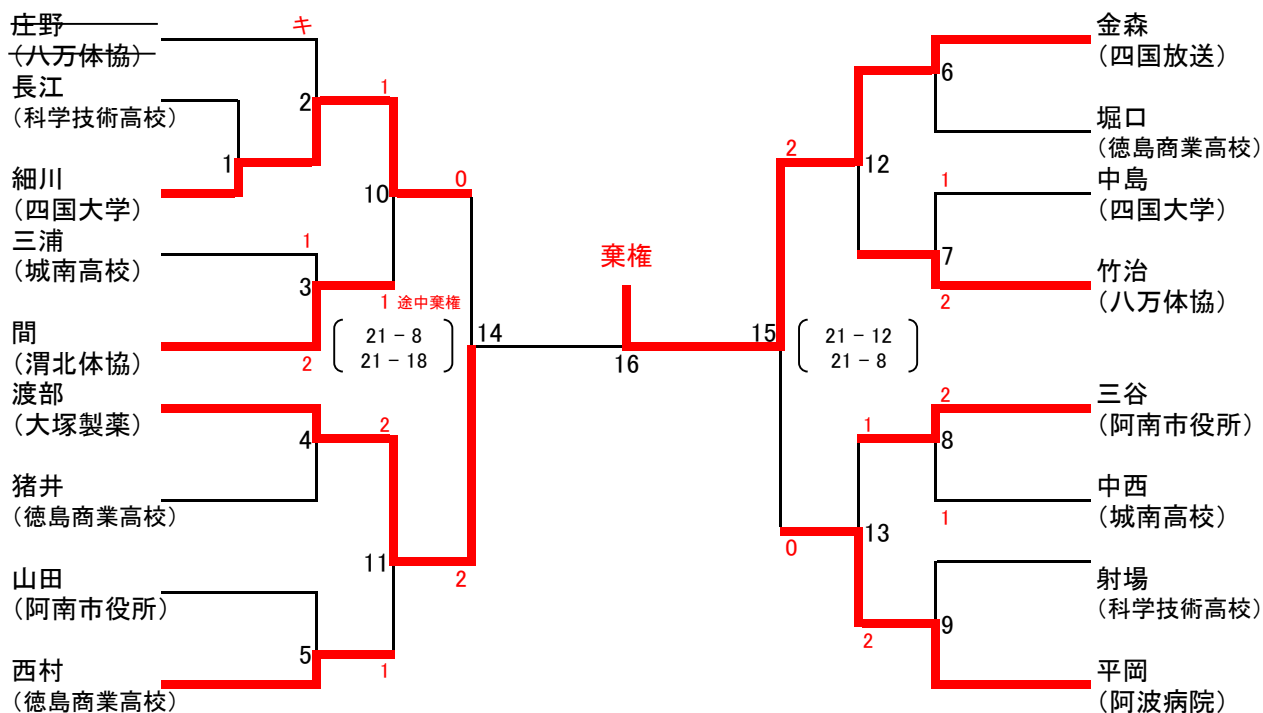 庄野
(八万体協)
キ
長江
(科学技術高校)
2
1
1
細川
(四国大学)
10
0
三浦
(城南高校)
1
3
1 途中棄権
間
(渭北体協)
2
21 - 8
21 - 18
14
渡部
(大塚製薬)
4
2
猪井
(徳島商業高校)
11
2
山田
(阿南市役所)
5
1
西村
(徳島商業高校)
棄権
16
金森
(四国放送)
6
堀口
(徳島商業高校)
2
12
中島
(四国大学)
1
7
竹治
(八万体協)
2
15
21 - 12
21 - 8
三谷
(阿南市役所)
2
1
8
中西
(城南高校)
1
0
13
射場
(科学技術高校)
9
2
平岡
(阿波病院)